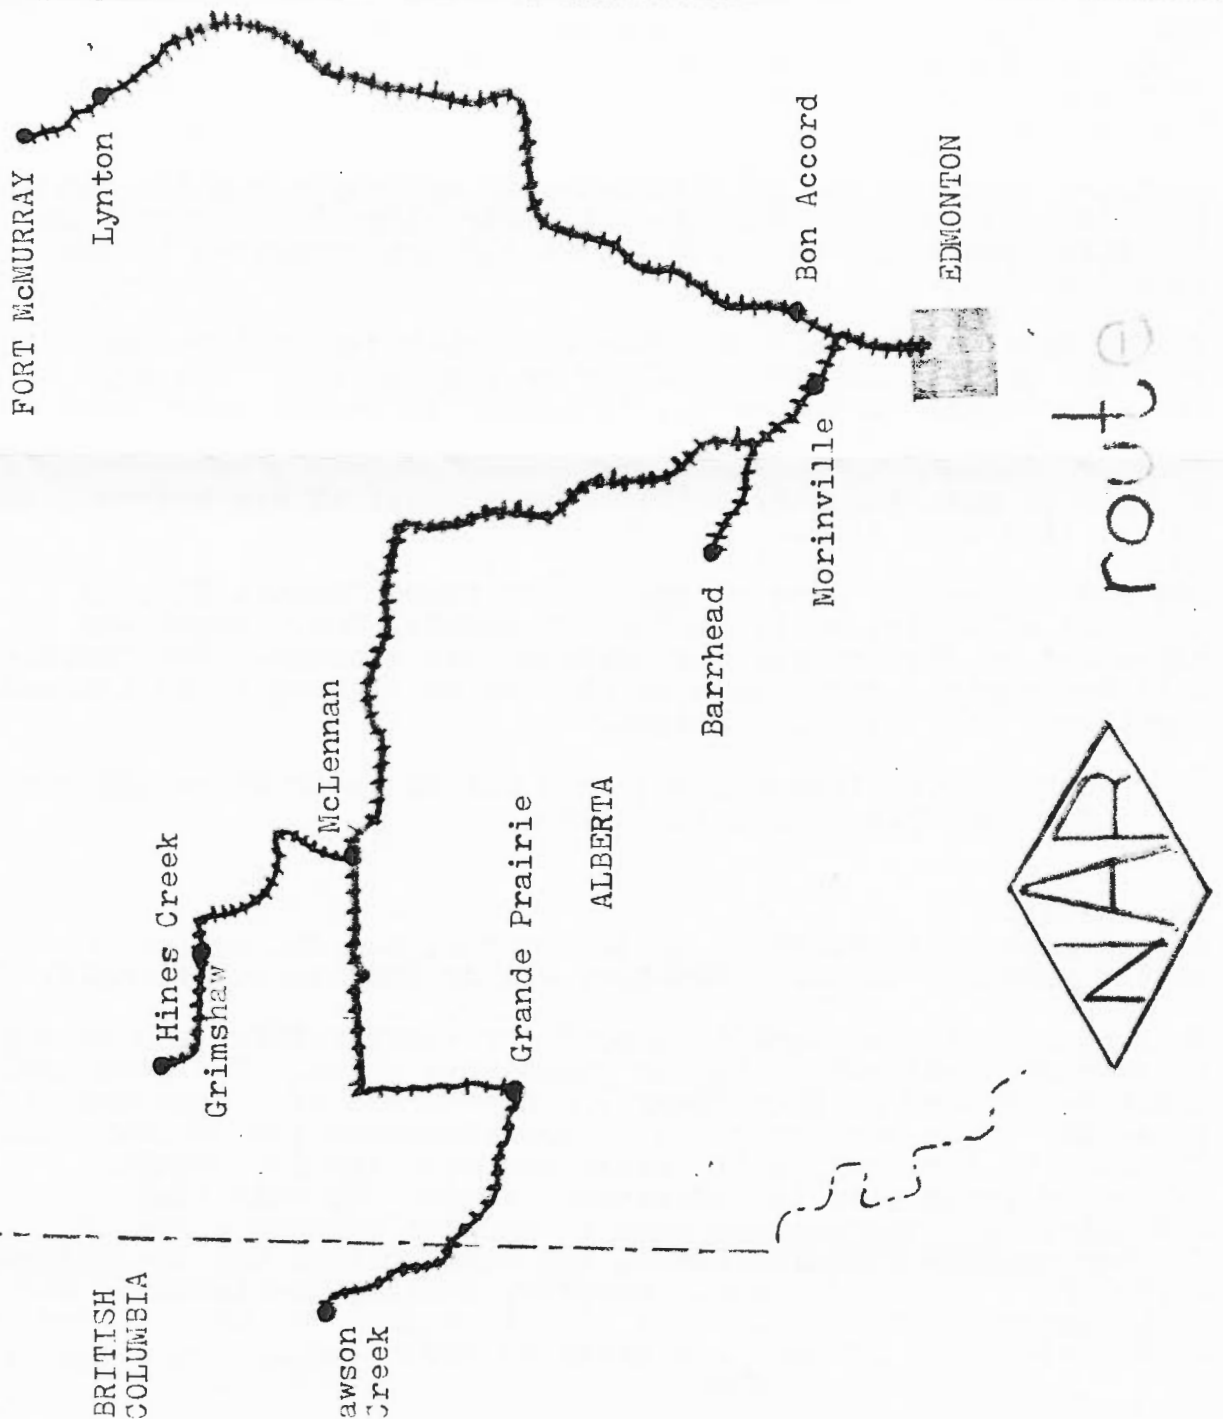 BRITISH
COLUMBIA
awson
Creek
Hines Creek
Grimshaw
McLennan
Grande Prairie
ALBERTA
FORT McMURRAY
Lynton
Barrhead
Morinville
Bon Accord
EDMONTON
NAR
route